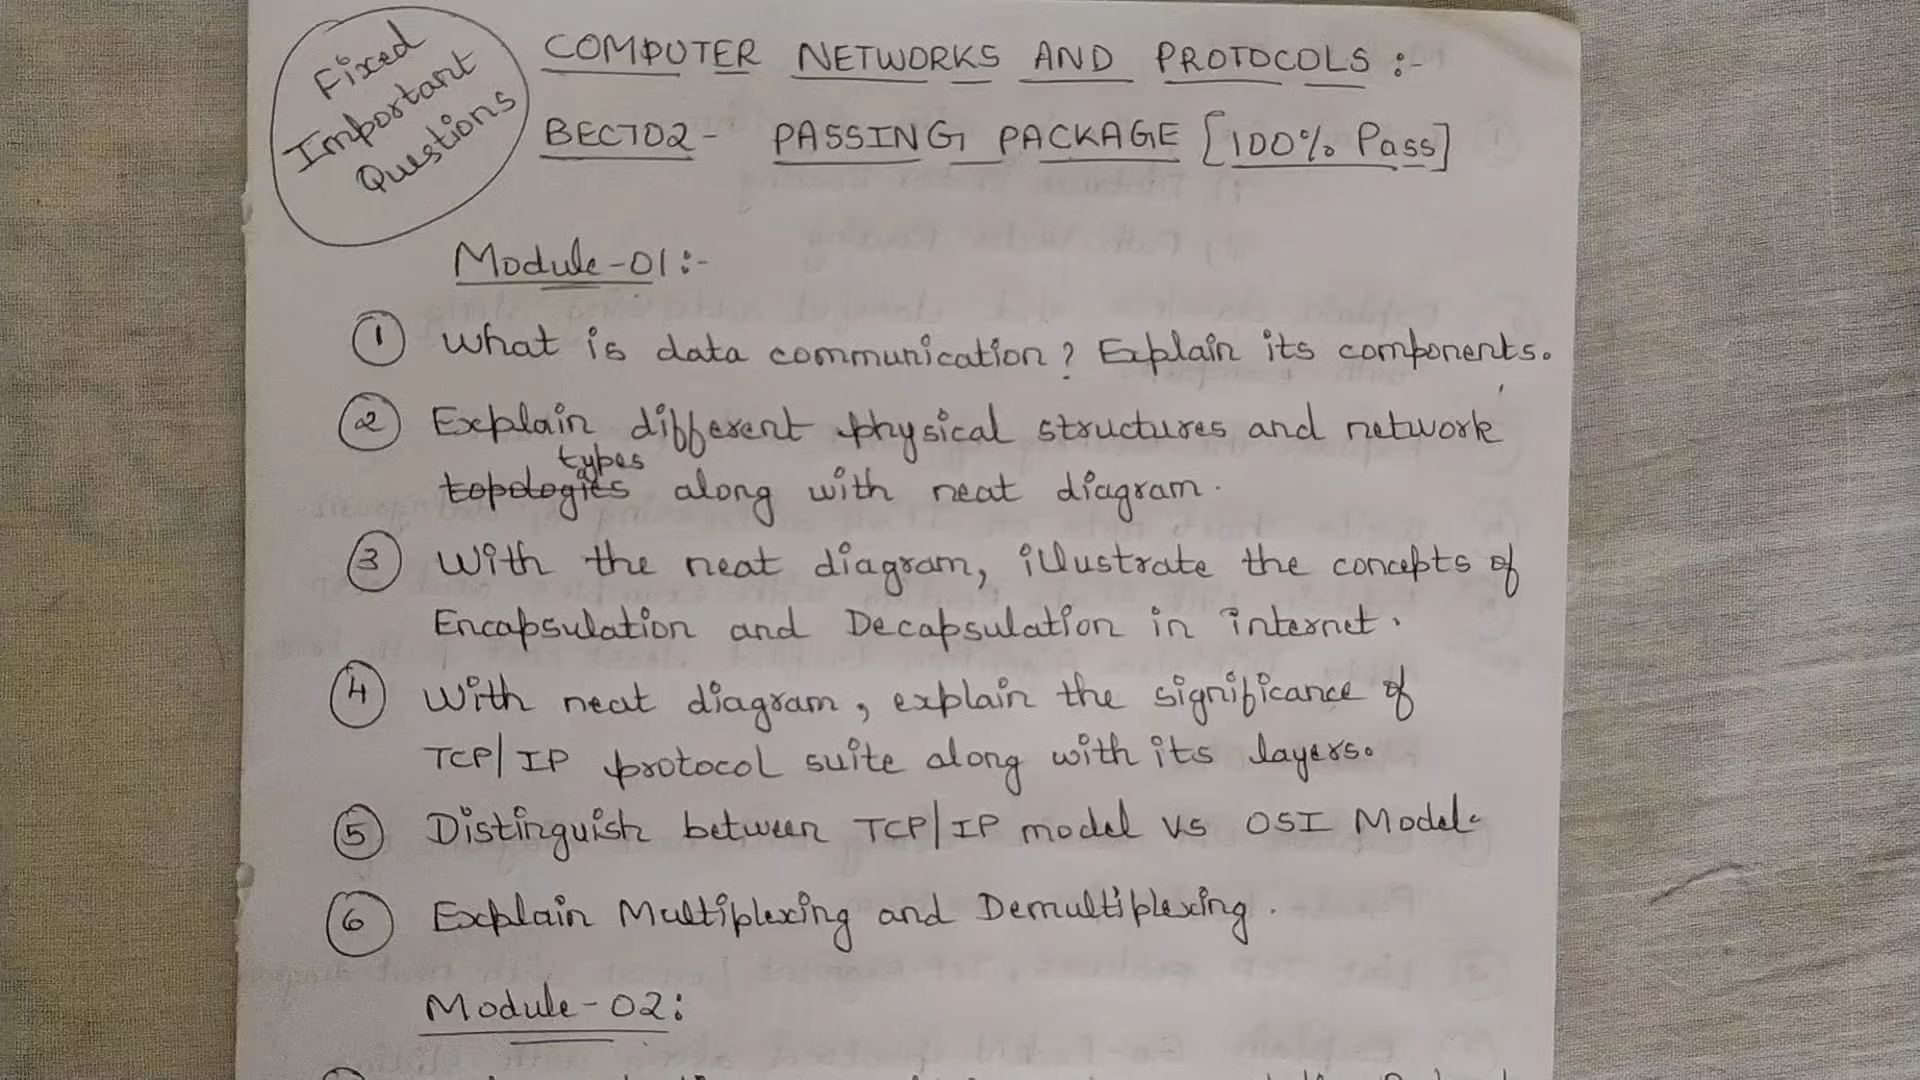 Fixed
Important
Questions
COMPUTER NETWORKS AND PROTOCOLS :-
BEC702 - PASSING PACKAGE [100% Pass]
Module-01:-
① What is data communication? Explain its components.
② Explain different physical structures and network
types
topologies along with neat diagram.
③ With the neat diagram, illustrate the concepts of
Encapsulation and Decapsulation in internet.
④ With neat diagram, explain the significance of
TCP/IP protocol suite along with its layers.
⑤ Distinguish between TCP/IP model vs OSI Model.
⑥ Explain Multiplexing and Demultiplexing.
Module-02: